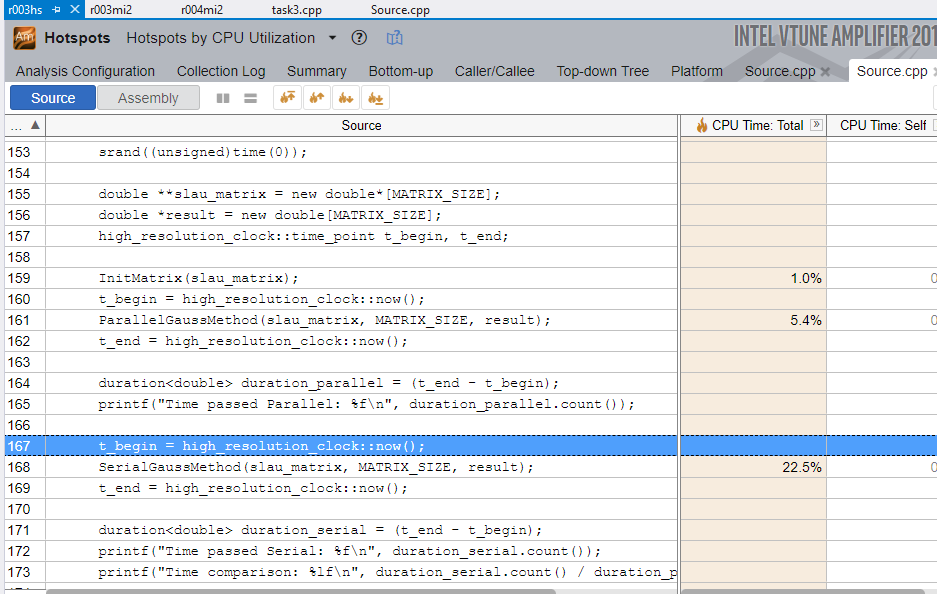 r003hs r003mi2 r004mi2 task3.cpp Source.cpp
Hotspots Hotspots by CPU Utilization INTEL VTUNE AMPLIFIER 201
Analysis Configuration Collection Log Summary Bottom-up Caller/Callee Top-down Tree Platform Source.cpp Source.cpp
Source Assembly
... Source CPU Time: Total CPU Time: Self
153 srand((unsigned)time(0));
154
155 double **slau_matrix = new double*[MATRIX_SIZE];
156 double *result = new double[MATRIX_SIZE];
157 high_resolution_clock::time_point t_begin, t_end;
158
159 InitMatrix(slau_matrix); 1.0% 0
160 t_begin = high_resolution_clock::now();
161 ParallelGaussMethod(slau_matrix, MATRIX_SIZE, result); 5.4% 0
162 t_end = high_resolution_clock::now();
163
164 duration<double> duration_parallel = (t_end - t_begin);
165 printf("Time passed Parallel: %f\n", duration_parallel.count());
166
167 t_begin = high_resolution_clock::now();
168 SerialGaussMethod(slau_matrix, MATRIX_SIZE, result); 22.5% 0
169 t_end = high_resolution_clock::now();
170
171 duration<double> duration_serial = (t_end - t_begin);
172 printf("Time passed Serial: %f\n", duration_serial.count());
173 printf("Time comparison: %lf\n", duration_serial.count() / duration_p